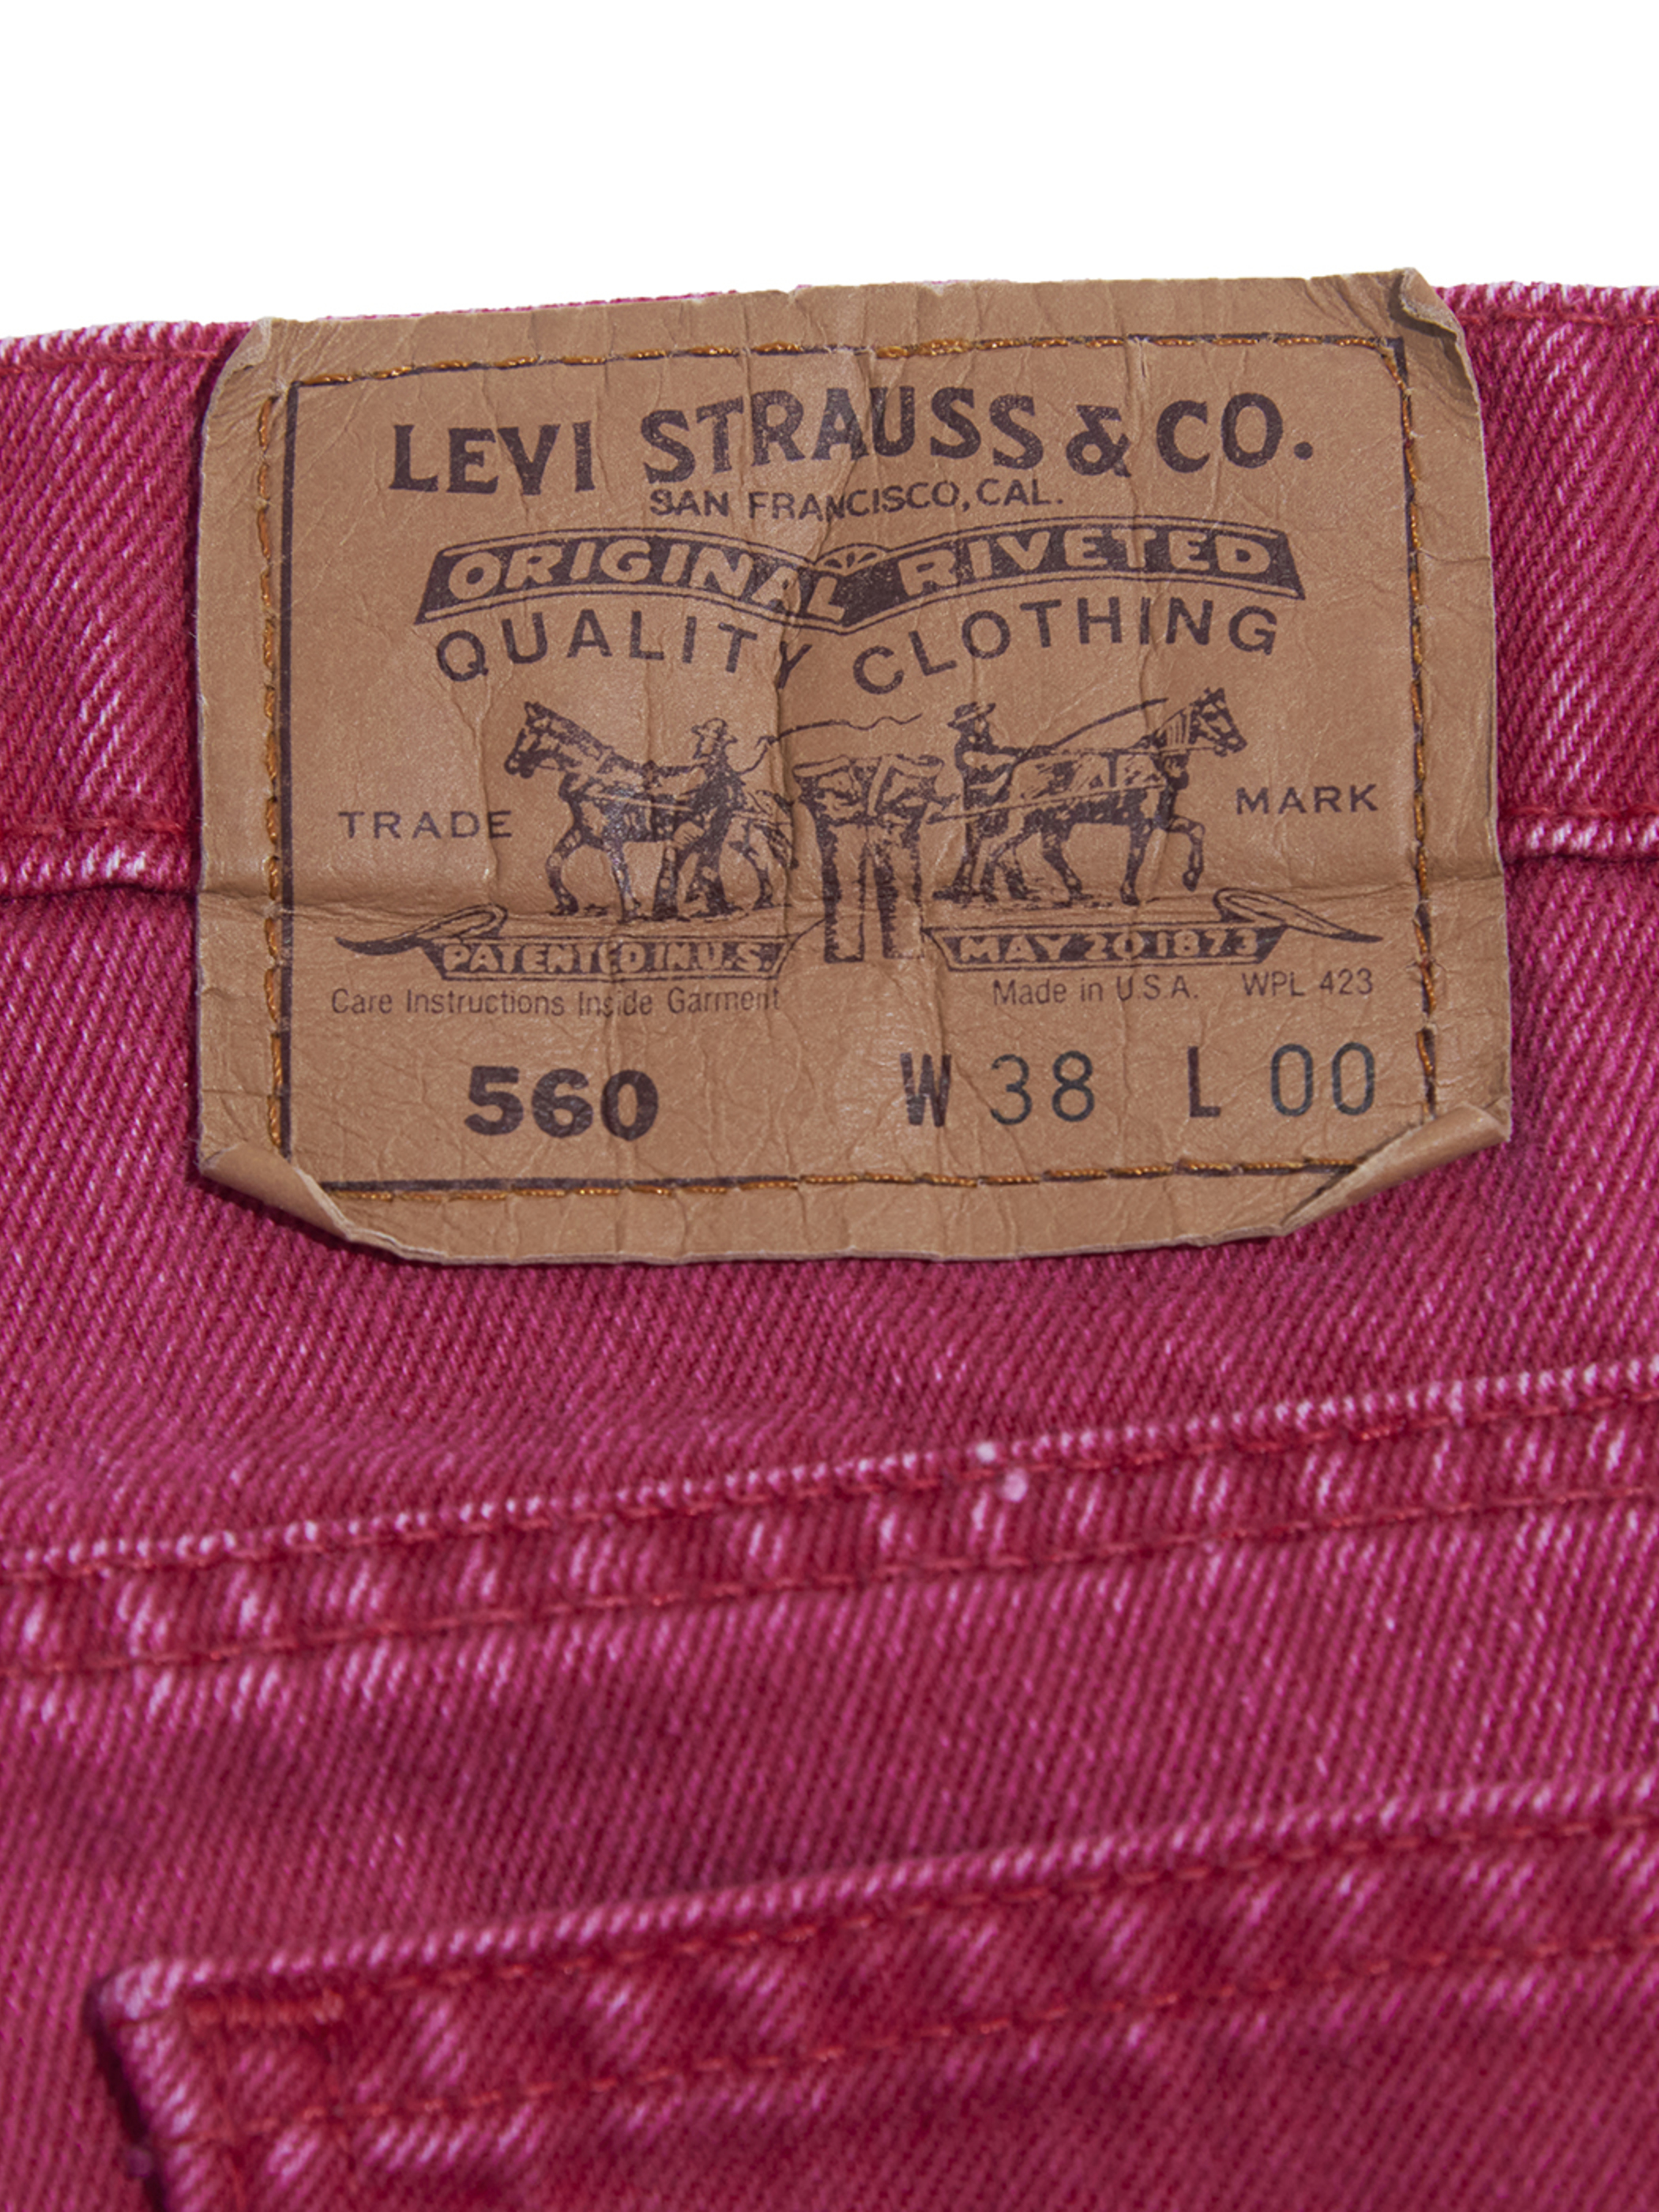 LEVI STRAUSS & CO.
SAN FRANCISCO, CAL.
ORIGINAL RIVETED
QUALITY CLOTHING
TRADE MARK
PATENTED IN U.S. MAY 20 1873
Care Instructions Inside Garment Made in U.S.A. WPL 423
560 W 38 L 00